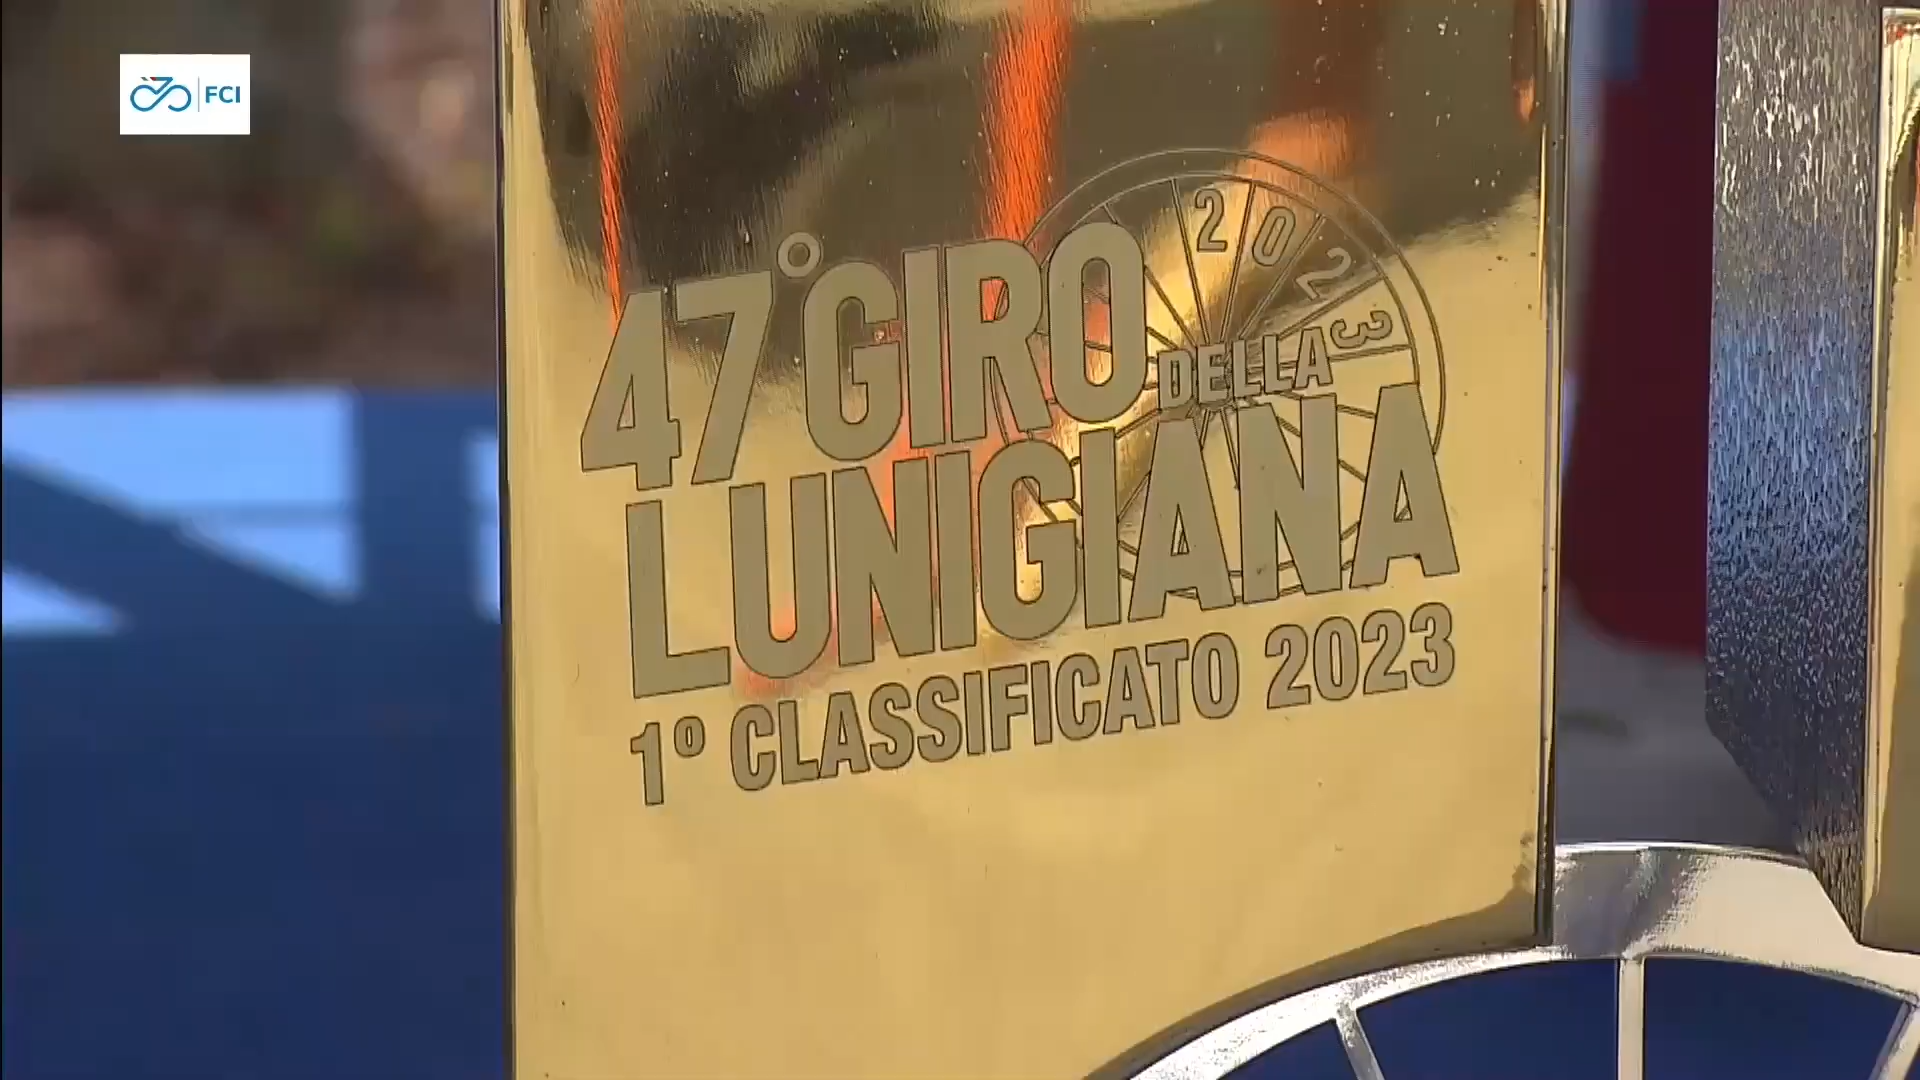 FCI
2023
47° GIRO
DELLA
LUNIGIANA
1° CLASSIFICATO 2023